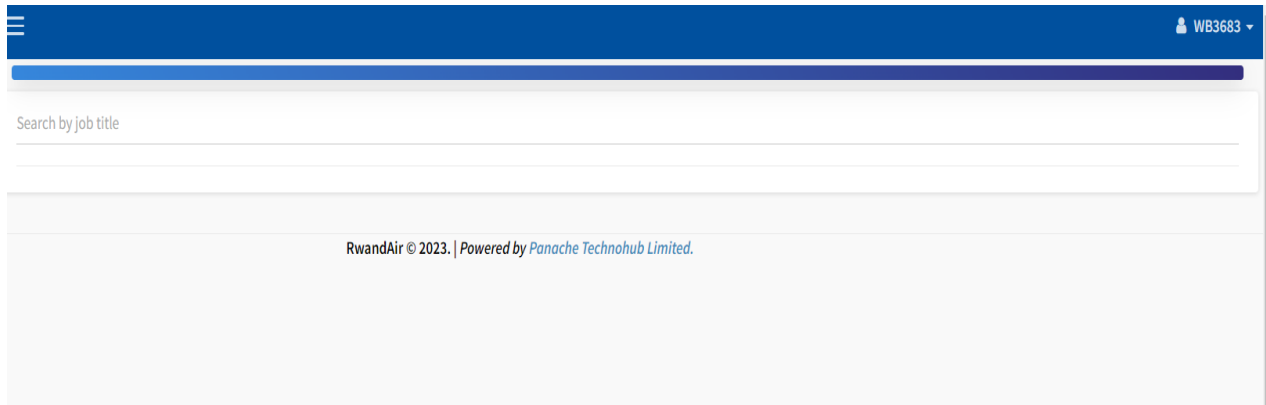 WB3683
Search by job title
RwandAir © 2023. | Powered by Panache Technohub Limited.